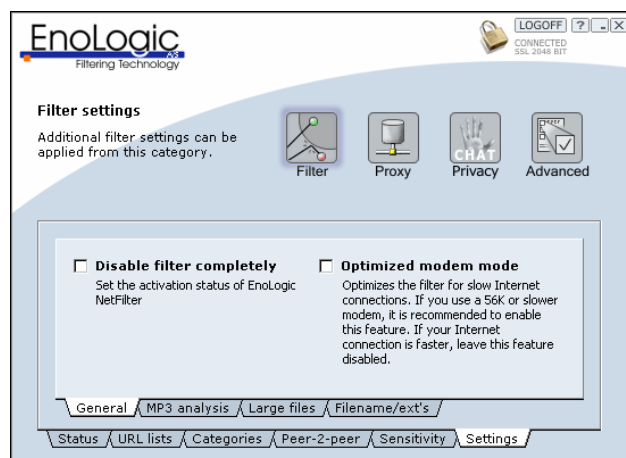 EnoLogic
A/S
Filtering Technology
LOGOFF ? - X
CONNECTED
SSL 2048 BIT
Filter settings
Additional filter settings can be
applied from this category.
CHAT
Filter Proxy Privacy Advanced
Disable filter completely
Set the activation status of EnoLogic
NetFilter
Optimized modem mode
Optimizes the filter for slow Internet
connections. If you use a 56K or slower
modem, it is recommended to enable
this feature. If your Internet
connection is faster, leave this feature
disabled.
General MP3 analysis Large files Filename/ext's
Status URL lists Categories Peer-2-peer Sensitivity Settings